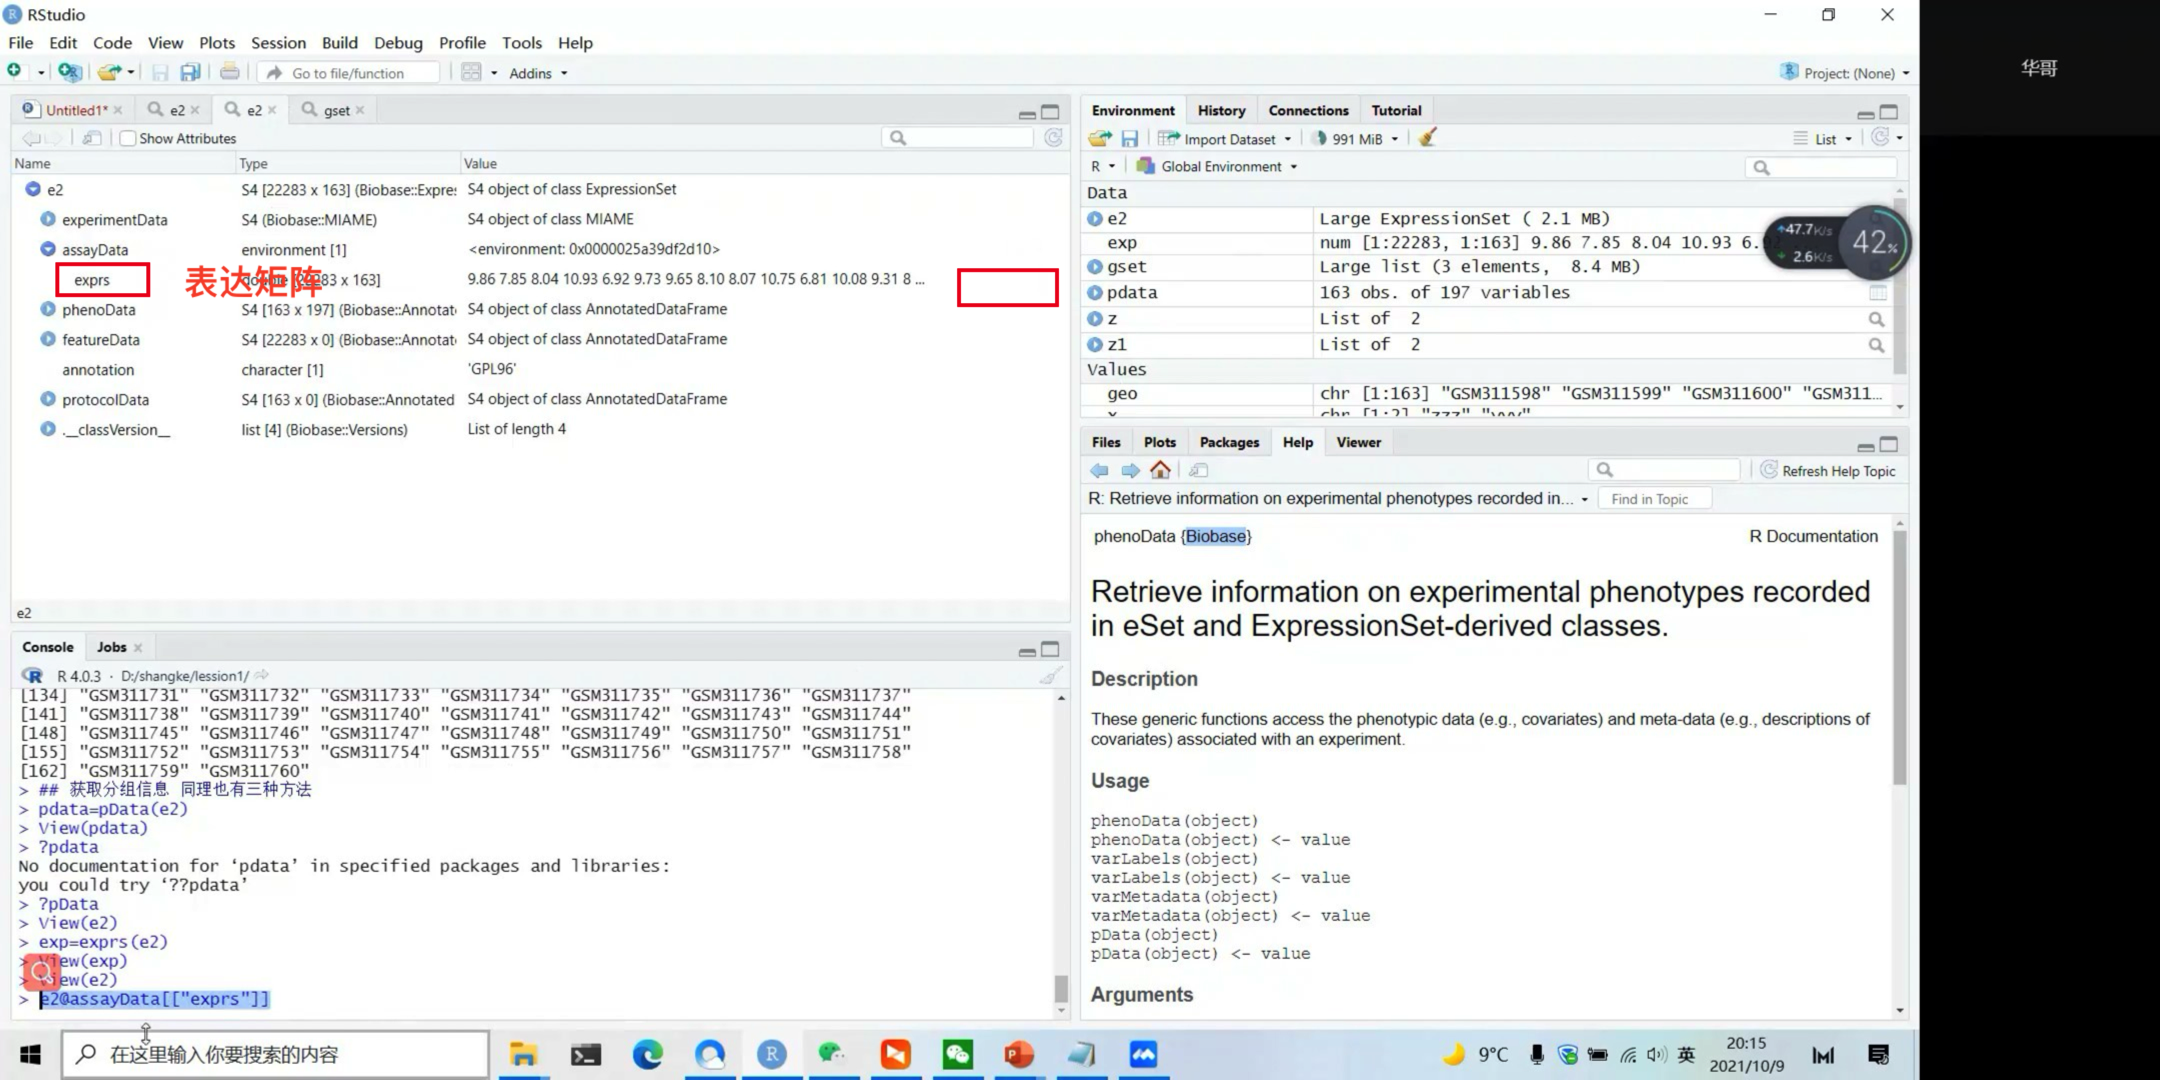 RStudio
File Edit Code View Plots Session Build Debug Profile Tools Help
Go to file/function Addins Project: (None)
华哥
Untitled1* e2 e2 gset
Show Attributes
Name Type Value
e2 S4 [22283 x 163] (Biobase::Expre: S4 object of class ExpressionSet
experimentData S4 (Biobase::MIAME) S4 object of class MIAME
assayData environment [1] <environment: 0x0000025a39df2d10>
exprs 表达矩阵 83 x 163] 9.86 7.85 8.04 10.93 6.92 9.73 9.65 8.10 8.07 10.75 6.81 10.08 9.31 8 ...
phenoData S4 [163 x 197] (Biobase::Annotat S4 object of class AnnotatedDataFrame
featureData S4 [22283 x 0] (Biobase::Annotat S4 object of class AnnotatedDataFrame
annotation character [1] 'GPL96'
protocolData S4 [163 x 0] (Biobase::Annotated S4 object of class AnnotatedDataFrame
.__classVersion__ list [4] (Biobase::Versions) List of length 4
e2
Environment History Connections Tutorial
Import Dataset 991 MiB List
R Global Environment
Data
e2 Large ExpressionSet ( 2.1 MB)
exp num [1:22283, 1:163] 9.86 7.85 8.04 10.93 6.9
gset Large list (3 elements, 8.4 MB)
pdata 163 obs. of 197 variables
z List of 2
z1 List of 2
Values
geo chr [1:163] "GSM311598" "GSM311599" "GSM311600" "GSM311...
x chr [1:2] "zzz" "yyy"
47.7K/s
2.6K/s
42%
Files Plots Packages Help Viewer
Refresh Help Topic
R: Retrieve information on experimental phenotypes recorded in... Find in Topic
phenoData {Biobase} R Documentation
Retrieve information on experimental phenotypes recorded
in eSet and ExpressionSet-derived classes.
Description
These generic functions access the phenotypic data (e.g., covariates) and meta-data (e.g., descriptions of
covariates) associated with an experiment.
Usage
phenoData(object)
phenoData(object) <- value
varLabels(object)
varLabels(object) <- value
varMetadata(object)
varMetadata(object) <- value
pData(object)
pData(object) <- value
Arguments
Console Jobs
R 4.0.3 · D:/shangke/lession1/
[134] "GSM311731" "GSM311732" "GSM311733" "GSM311734" "GSM311735" "GSM311736" "GSM311737"
[141] "GSM311738" "GSM311739" "GSM311740" "GSM311741" "GSM311742" "GSM311743" "GSM311744"
[148] "GSM311745" "GSM311746" "GSM311747" "GSM311748" "GSM311749" "GSM311750" "GSM311751"
[155] "GSM311752" "GSM311753" "GSM311754" "GSM311755" "GSM311756" "GSM311757" "GSM311758"
[162] "GSM311759" "GSM311760"
> ## 获取分组信息 同理也有三种方法
> pdata=pData(e2)
> View(pdata)
> ?pdata
No documentation for ‘pdata’ in specified packages and libraries:
you could try ‘??pdata’
> ?pData
> View(e2)
> exp=exprs(e2)
> View(exp)
> View(e2)
> e2@assayData[["exprs"]]
在这里输入你要搜索的内容
9°C 英 20:15
2021/10/9